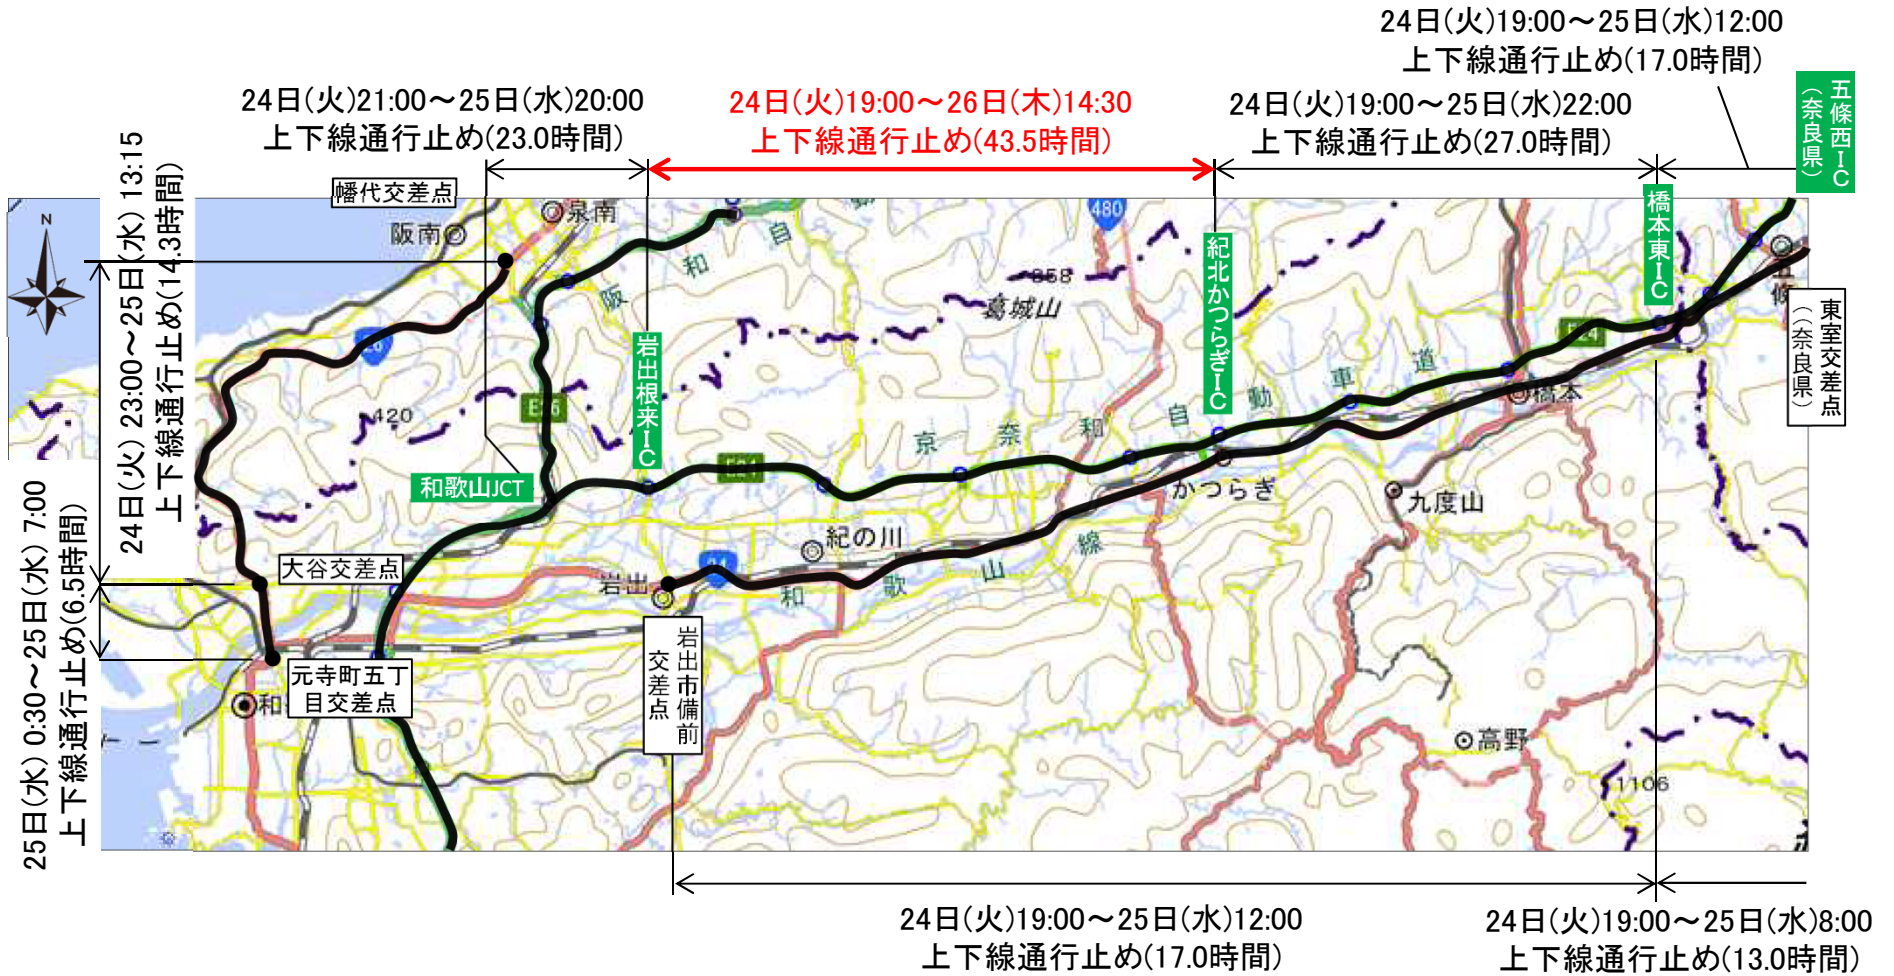 24日(火)19:00～25日(水)12:00
上下線通行止め(17.0時間)
24日(火)21:00～25日(水)20:00
上下線通行止め(23.0時間)
24日(火)19:00～26日(木)14:30
上下線通行止め(43.5時間)
24日(火)19:00～25日(水)22:00
上下線通行止め(27.0時間)
五條西IC
(奈良県)
24日(火) 23:00～25日(水) 13:15
上下線通行止め(14.3時間)
25日(水) 0:30～25日(水) 7:00
上下線通行止め(6.5時間)
幡代交差点
泉南
阪南
N
480
阪和自動
858
葛城山
橋本東IC
紀北かつらぎIC
東室交差点
(奈良県)
岩出根来IC
420
E26
E24
和歌山JCT
E24
京奈和自動車道
橋本
かつらぎ
九度山
紀の川
和歌山線
大谷交差点
岩出
岩出市備前
交差点
元寺町五丁
目交差点
高野
1106
24日(火)19:00～25日(水)12:00
上下線通行止め(17.0時間)
24日(火)19:00～25日(水)8:00
上下線通行止め(13.0時間)